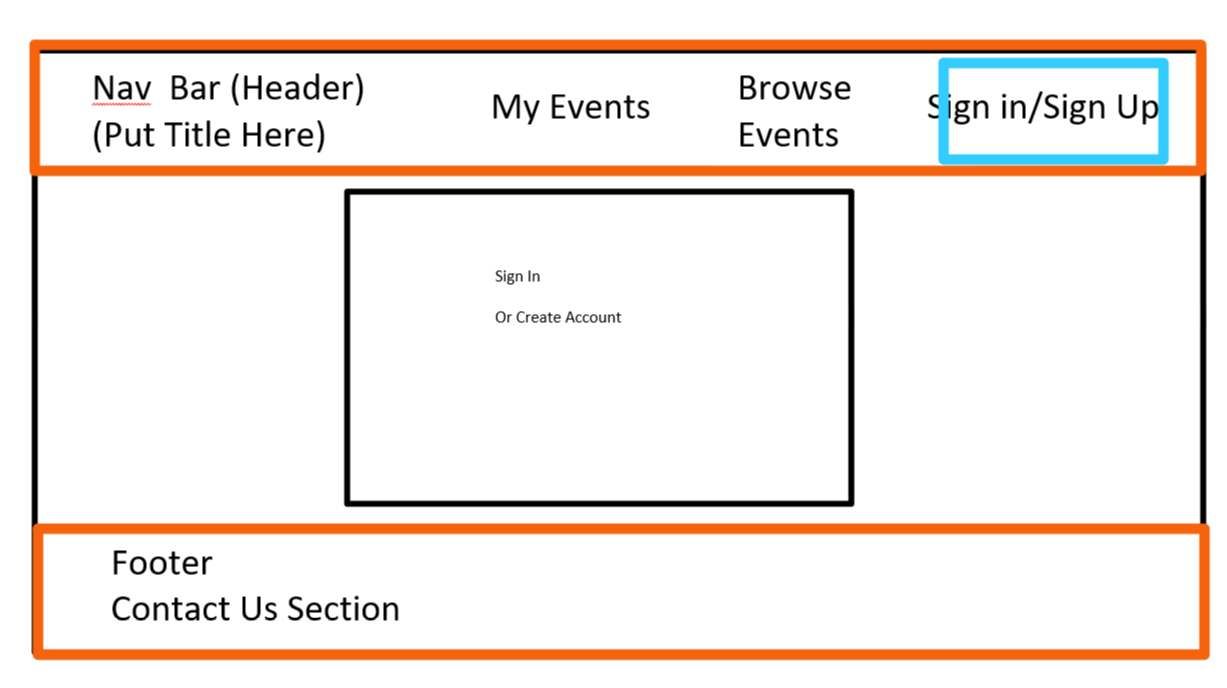 Nav  Bar (Header)
(Put Title Here)
My Events
Browse
Events
Sign in/Sign Up
Sign In
Or Create Account
Footer
Contact Us Section